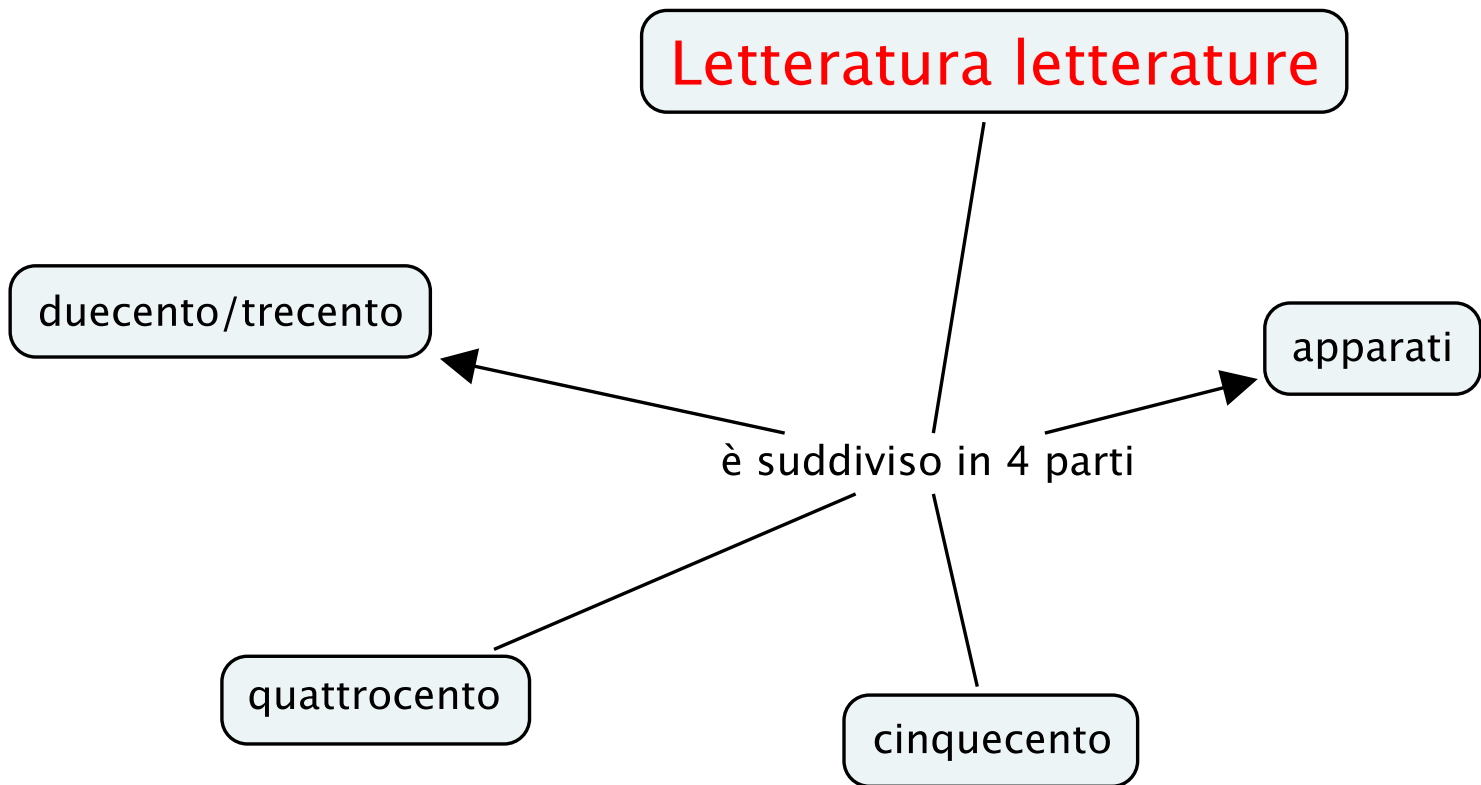 Letteratura letterature
duecento/trecento
apparati
è suddiviso in 4 parti
quattrocento
cinquecento